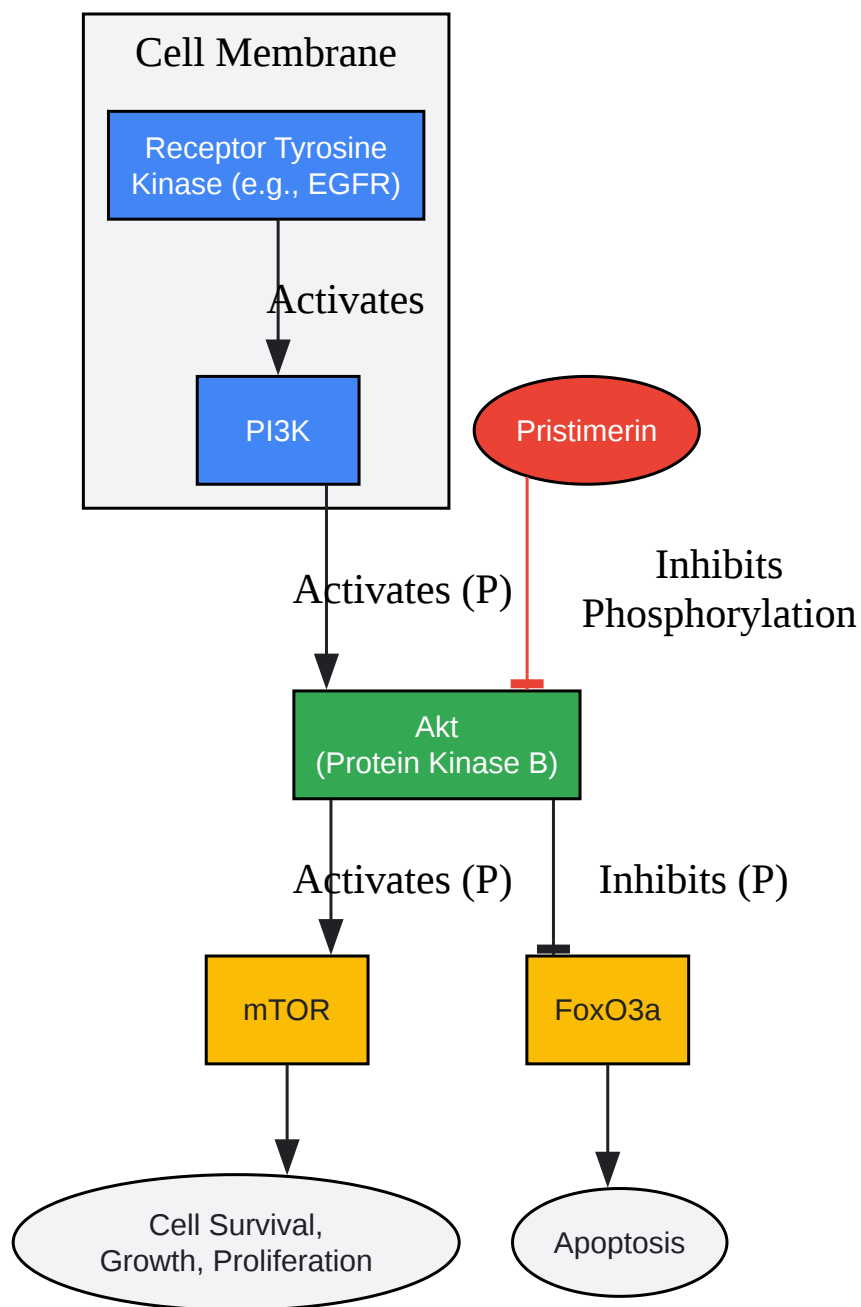 Cell Membrane
Receptor Tyrosine
Kinase (e.g., EGFR)
Activates
PI3K
Pristimerin
Activates (P)
Inhibits
Phosphorylation
Akt
(Protein Kinase B)
Activates (P)
Inhibits (P)
mTOR
FoxO3a
Cell Survival,
Growth, Proliferation
Apoptosis